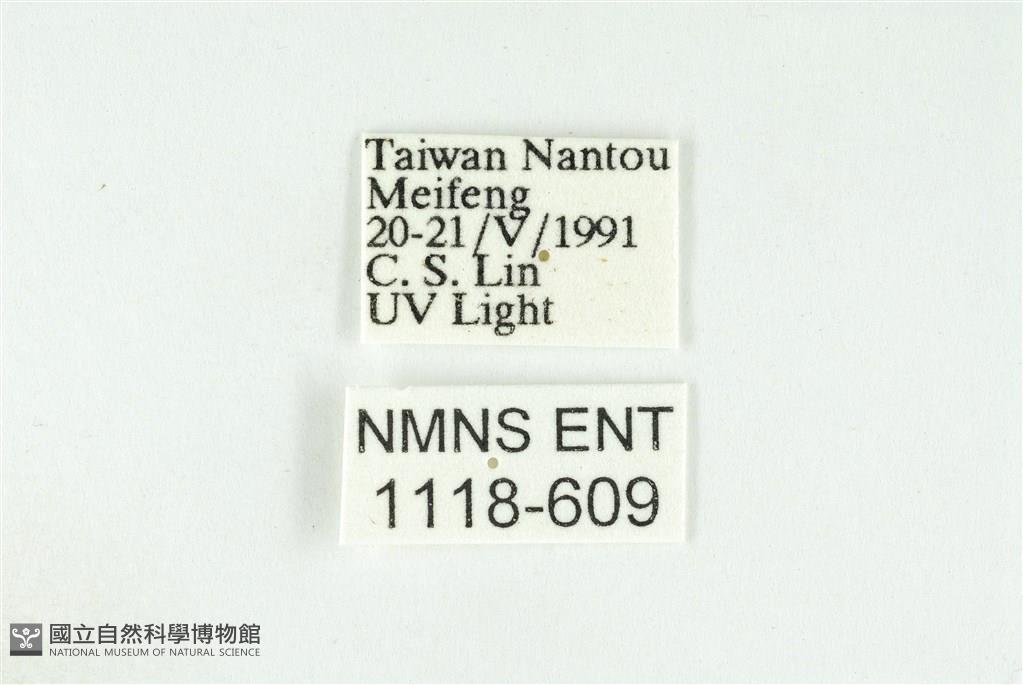 Taiwan Nantou
Meifeng
20-21/V/1991
C. S. Lin
UV Light
NMNS ENT
1118-609
國立自然科學博物館
NATIONAL MUSEUM OF NATURAL SCIENCE